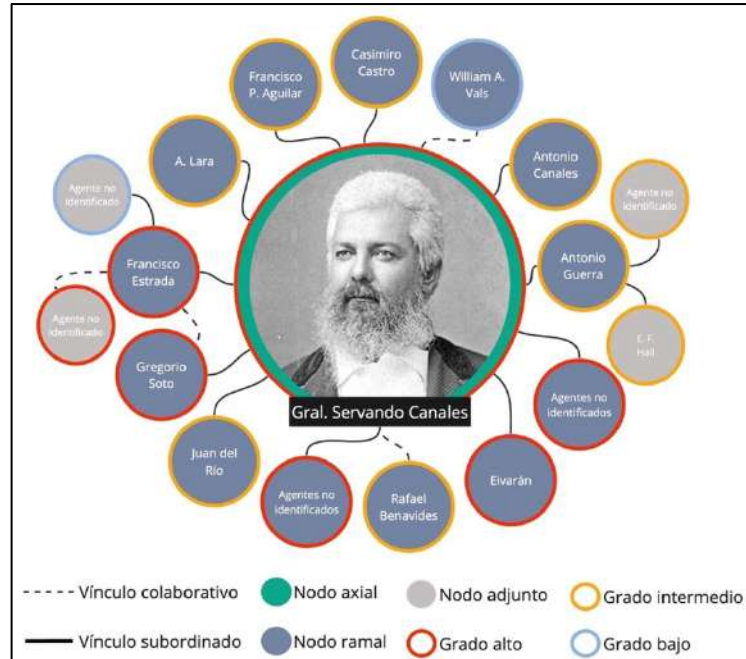 Casimiro
Castro
Francisco
P. Aguilar
William A.
Vals
A. Lara
Antonio
Canales
Agente no
identificado
Agente no
identificado
Francisco
Estrada
Antonio
Guerra
Agente no
identificado
E. F.
Hall
Gregorio
Soto
Agentes no
identificados
Gral. Servando Canales
Juan del
Río
Agentes no
identificados
Rafael
Benavides
Eivarán
Vínculo colaborativo
Nodo axial
Nodo adjunto
Grado intermedio
Vínculo subordinado
Nodo ramal
Grado alto
Grado bajo